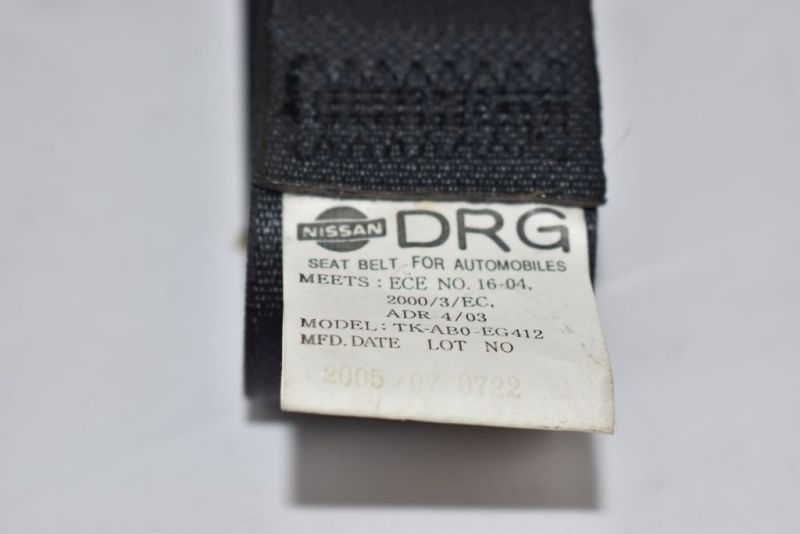 NISSAN DRG
SEAT BELT FOR AUTOMOBILES
MEETS : ECE NO. 16-04,
2000/3/EC,
ADR 4/03
MODEL: TK-AB0-EG412
MFD. DATE LOT NO
2005/07 0722